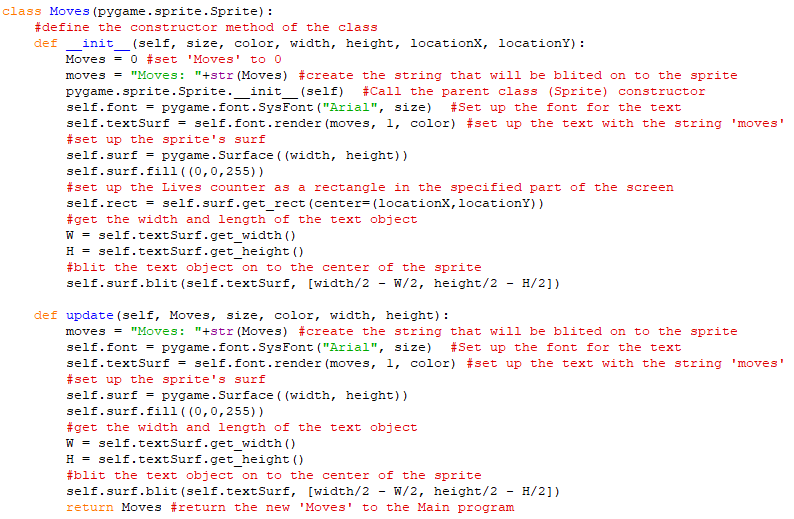 class Moves(pygame.sprite.Sprite):
    #define the constructor method of the class
    def __init__(self, size, color, width, height, locationX, locationY):
        Moves = 0 #set 'Moves' to 0
        moves = "Moves: "+str(Moves) #create the string that will be blited on to the sprite
        pygame.sprite.Sprite.__init__(self)  #Call the parent class (Sprite) constructor
        self.font = pygame.font.SysFont("Arial", size)  #Set up the font for the text
        self.textSurf = self.font.render(moves, 1, color) #set up the text with the string 'moves'
        #set up the sprite's surf
        self.surf = pygame.Surface((width, height))
        self.surf.fill((0,0,255))
        #set up the Lives counter as a rectangle in the specified part of the screen
        self.rect = self.surf.get_rect(center=(locationX,locationY))
        #get the width and length of the text object
        W = self.textSurf.get_width()
        H = self.textSurf.get_height()
        #blit the text object on to the center of the sprite
        self.surf.blit(self.textSurf, [width/2 - W/2, height/2 - H/2])

    def update(self, Moves, size, color, width, height):
        moves = "Moves: "+str(Moves) #create the string that will be blited on to the sprite
        self.font = pygame.font.SysFont("Arial", size)  #Set up the font for the text
        self.textSurf = self.font.render(moves, 1, color) #set up the text with the string 'moves'
        #set up the sprite's surf
        self.surf = pygame.Surface((width, height))
        self.surf.fill((0,0,255))
        #get the width and length of the text object
        W = self.textSurf.get_width()
        H = self.textSurf.get_height()
        #blit the text object on to the center of the sprite
        self.surf.blit(self.textSurf, [width/2 - W/2, height/2 - H/2])
        return Moves #return the new 'Moves' to the Main program